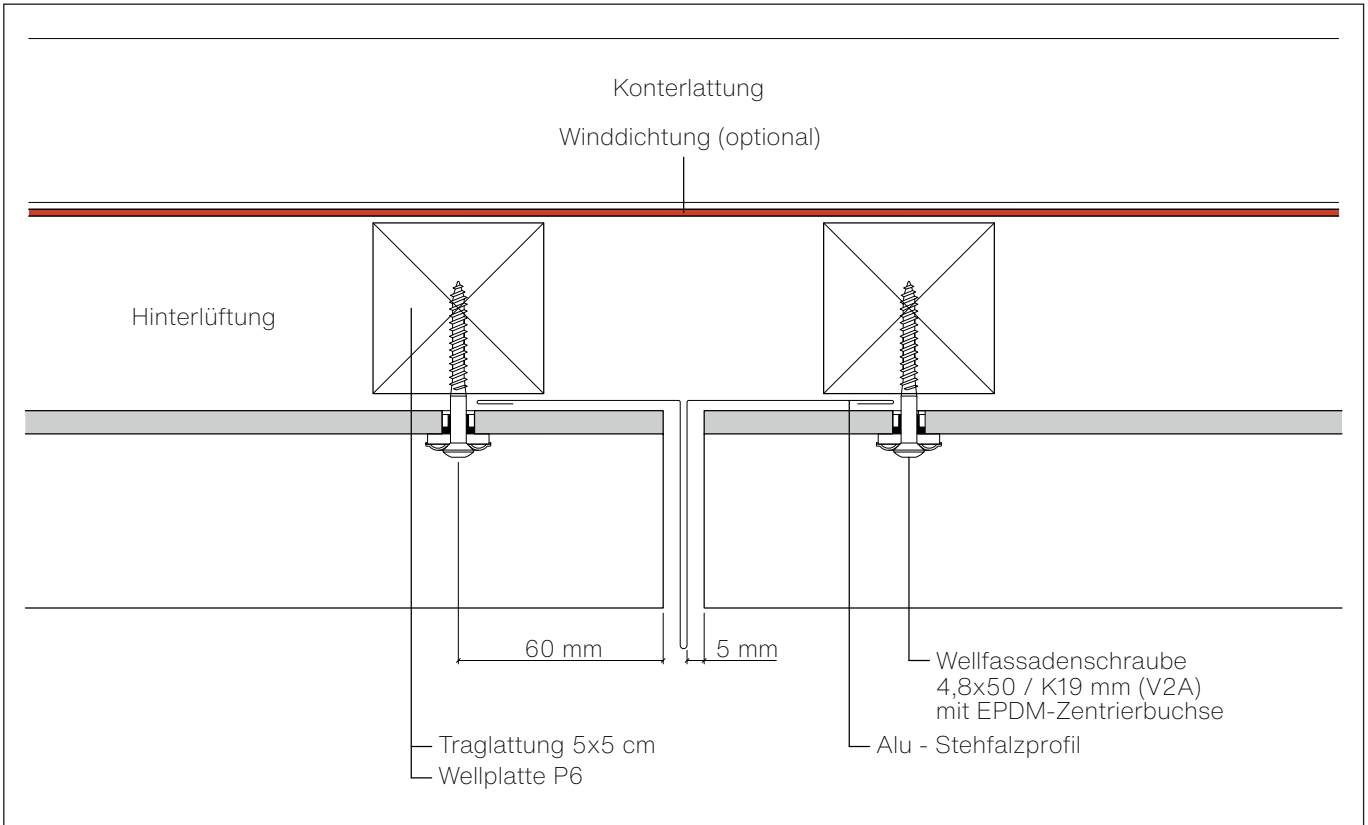 Konterlattung
Winddichtung (optional)
Hinterlüftung
60 mm
5 mm
Wellfassadenschraube
4,8x50 / K19 mm (V2A)
mit EPDM-Zentrierbuchse
Traglattung 5x5 cm
Wellplatte P6
Alu - Stehfalzprofil